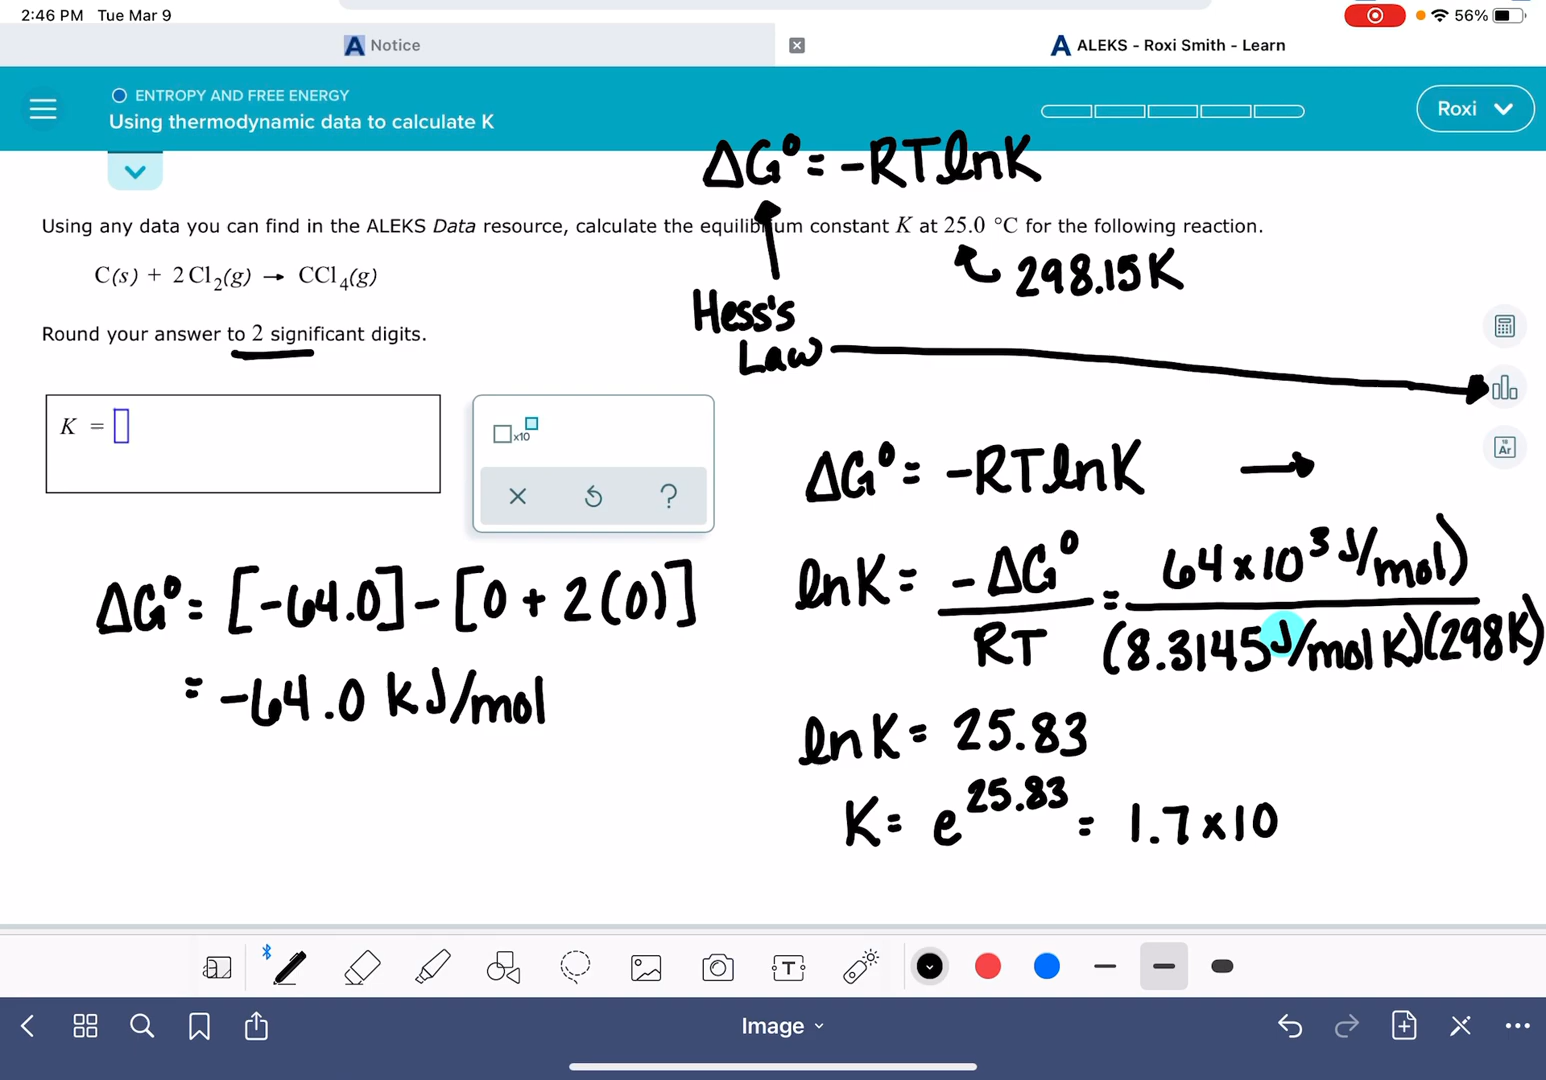 2:46 PM Tue Mar 9
56%
A Notice
A ALEKS - Roxi Smith - Learn
ENTROPY AND FREE ENERGY
Using thermodynamic data to calculate K
Roxi
ΔG° = -RTlnK
Using any data you can find in the ALEKS Data resource, calculate the equilibrium constant K at 25.0 °C for the following reaction.
298.15K
C(s) + 2Cl₂(g) → CCl₄(g)
Hess's
Law
Round your answer to 2 significant digits.
K =
x10
Ar
ΔG° = -RTlnK →
ΔG° = [-64.0] - [0 + 2(0)]
= -64.0 kJ/mol
lnK = -ΔG°/RT = 64x10³ J/mol) / (8.3145 J/mol K)(298K)
lnK = 25.83
K = e^25.83 = 1.7x10
a
T
Image